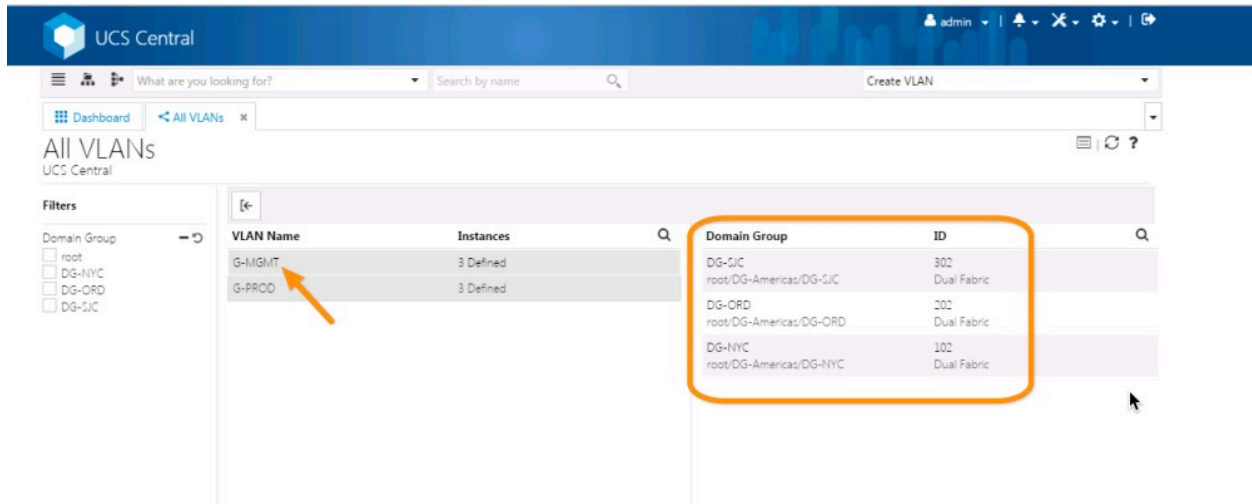 UCS Central
admin
What are you looking for?
Search by name
Create VLAN
Dashboard
All VLANs
All VLANs
UCS Central
?
Filters
Domain Group
root
DG-NYC
DG-ORD
DG-SJC
VLAN Name Instances
G-MGMT 3 Defined
G-PROD 3 Defined
Domain Group ID
DG-SJC 302
root/DG-Americas/DG-SJC Dual Fabric
DG-ORD 202
root/DG-Americas/DG-ORD Dual Fabric
DG-NYC 102
root/DG-Americas/DG-NYC Dual Fabric